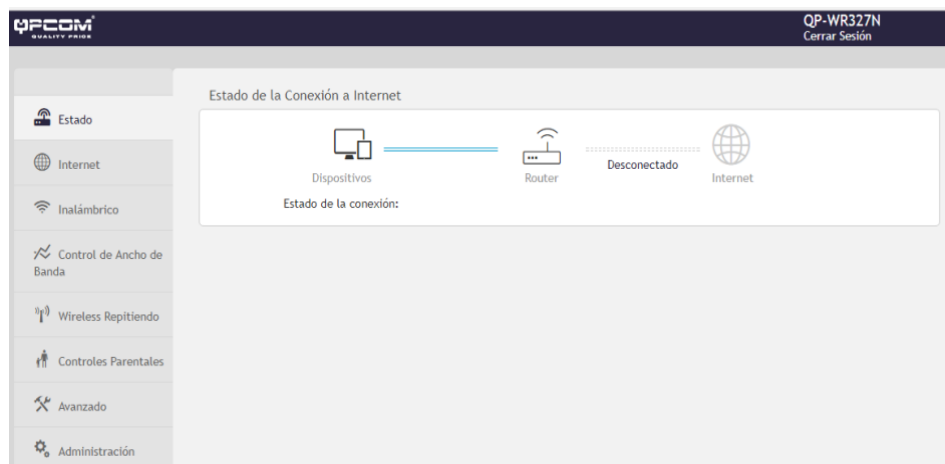 QPCOM
QUALITY PRICE
QP-WR327N
Cerrar Sesión
Estado
Internet
Inalámbrico
Control de Ancho de
Banda
Wireless Repitiendo
Controles Parentales
Avanzado
Administración
Estado de la Conexión a Internet
Dispositivos
Router
Desconectado
Internet
Estado de la conexión: